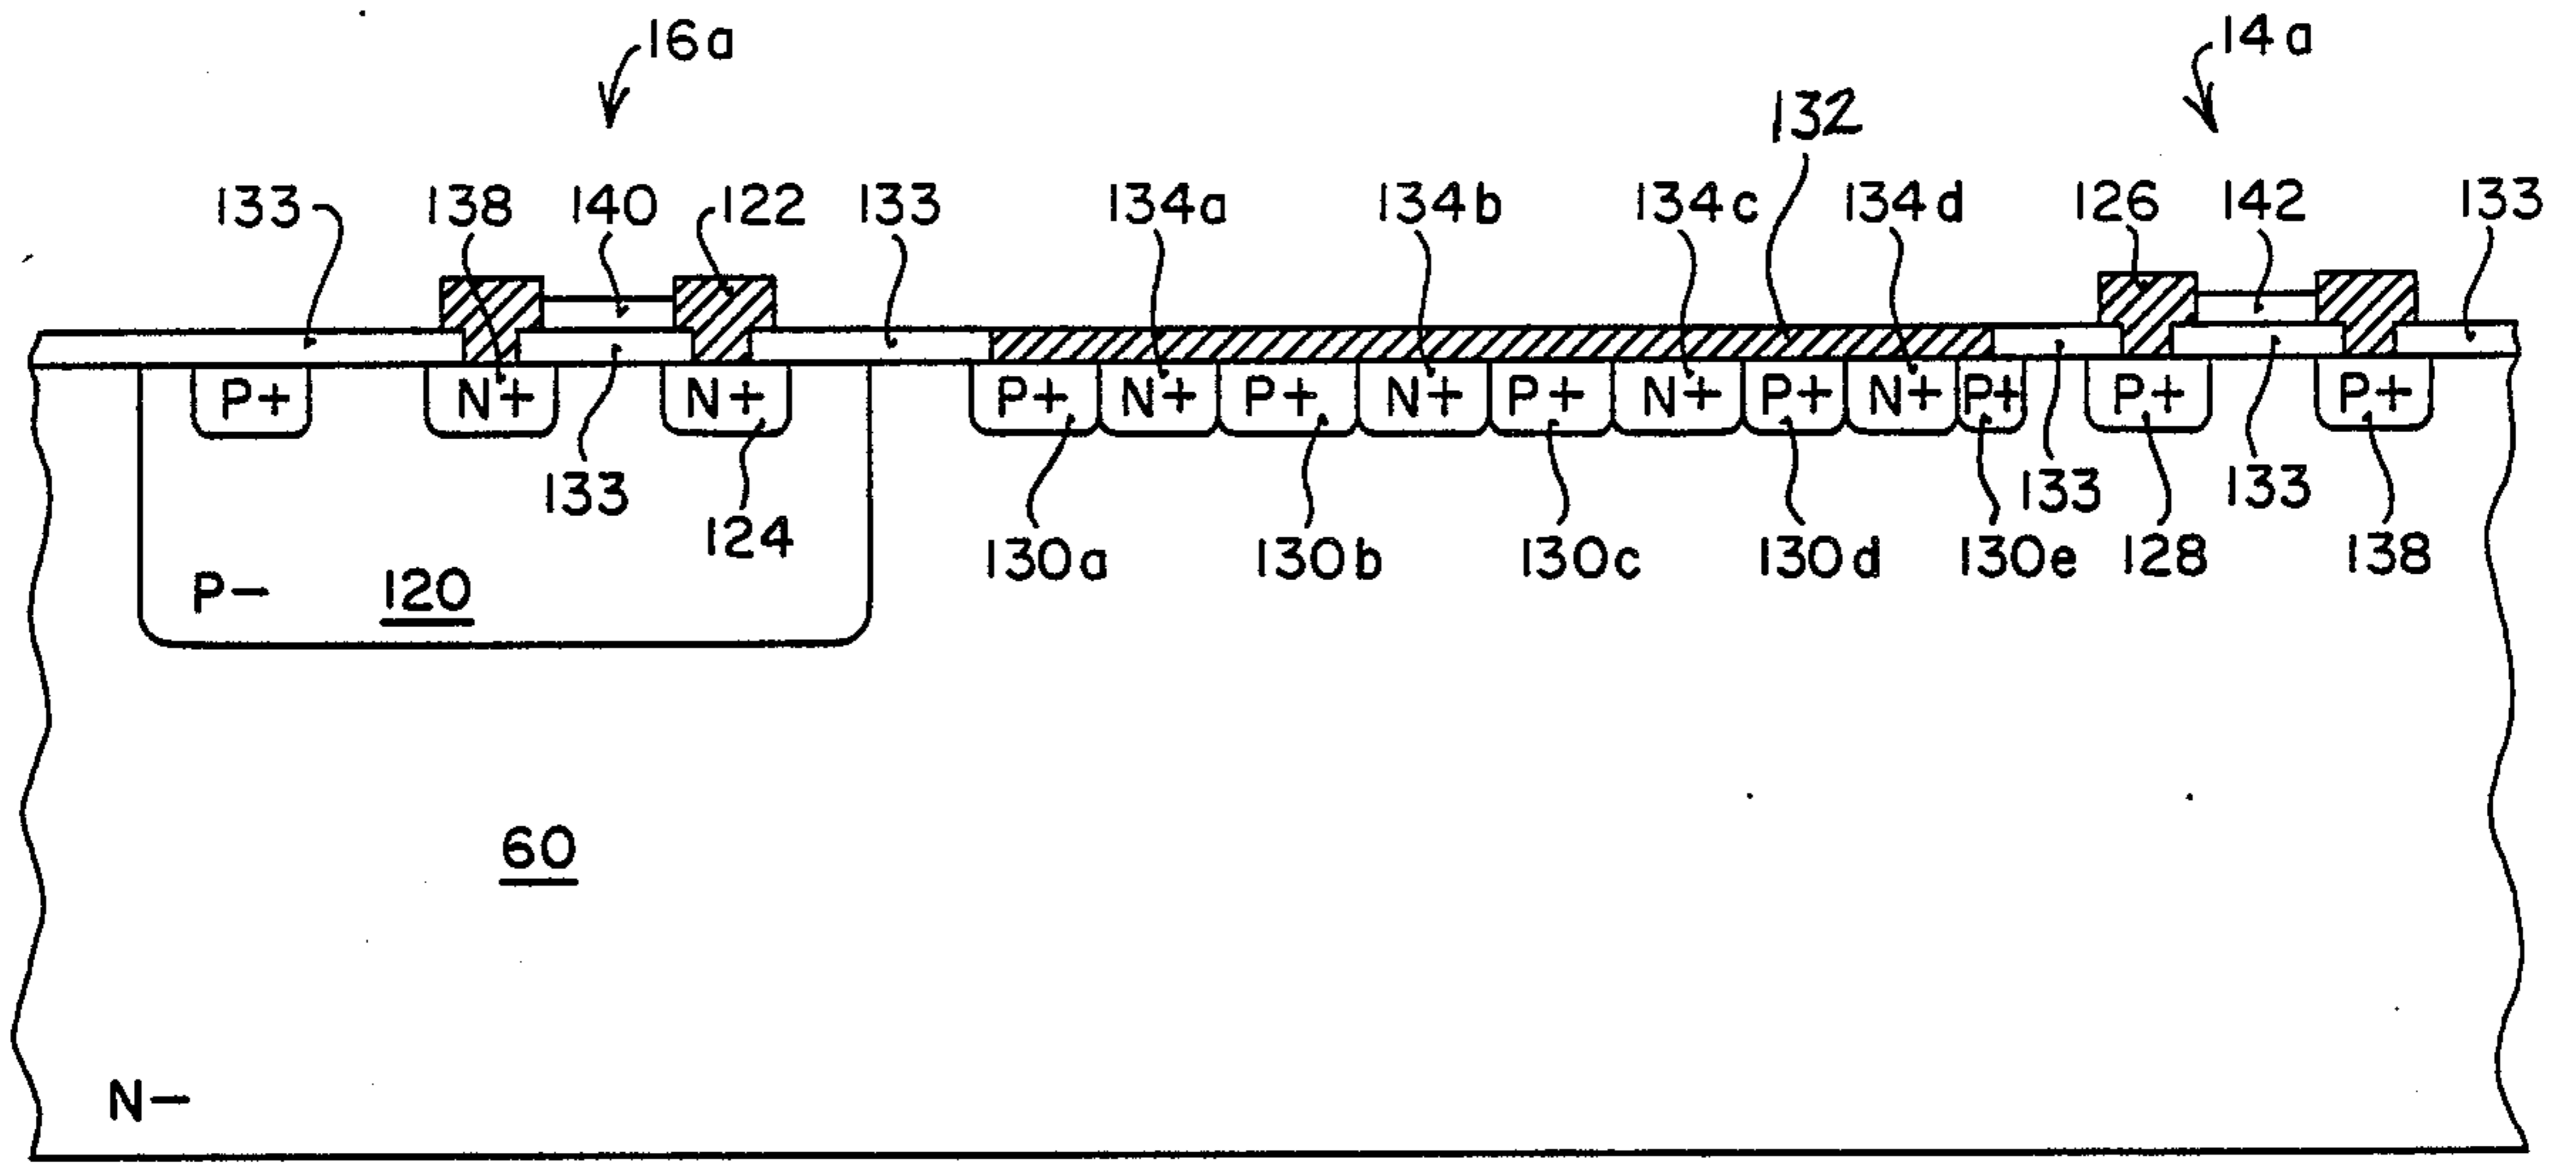 16a
14a
132
133 138 140 122 133 134a 134b 134c 134d 126 142 133
P+ N+ N+ P+ N+ P+ N+ P+ N+ P+ N+ P+ P+ P+
133 124 130a 130b 130c 130d 130e 133 128 133 138
P- 120
60
N-